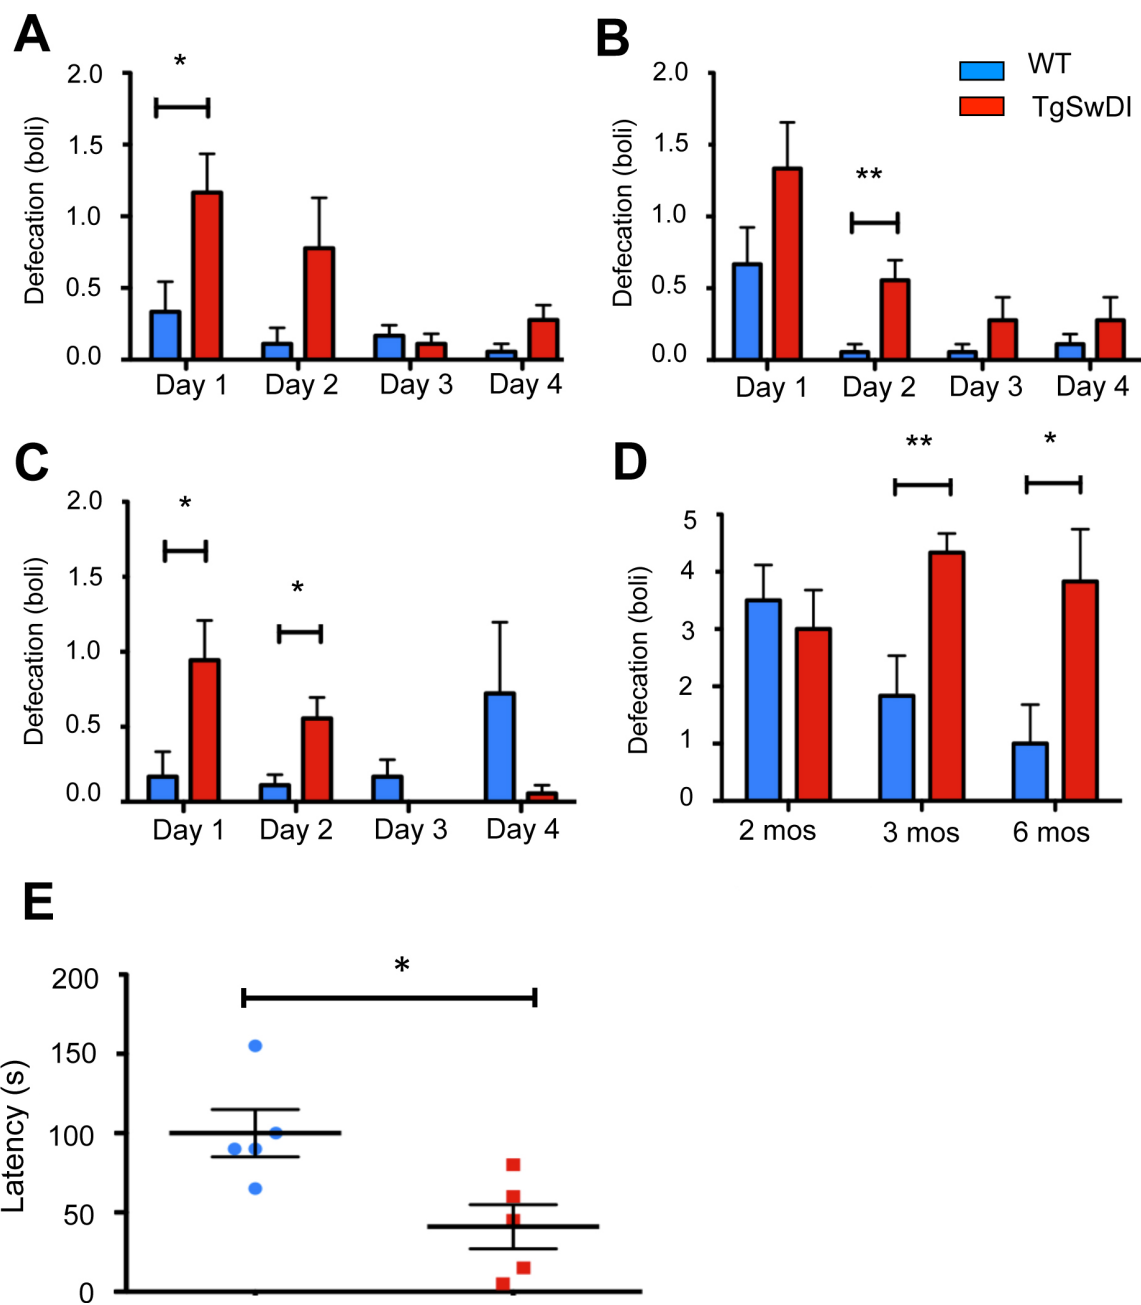 A
*
2.0
1.5
1.0
0.5
0.0
Defecation (boli)
Day 1 Day 2 Day 3 Day 4
B
WT
TgSwDI
**
2.0
1.5
1.0
0.5
0.0
Defecation (boli)
Day 1 Day 2 Day 3 Day 4
C
*
*
2.0
1.5
1.0
0.5
0.0
Defecation (boli)
Day 1 Day 2 Day 3 Day 4
D
** *
5
4
3
2
1
0
Defecation (boli)
2 mos 3 mos 6 mos
E
*
200
150
100
50
0
Latency (s)